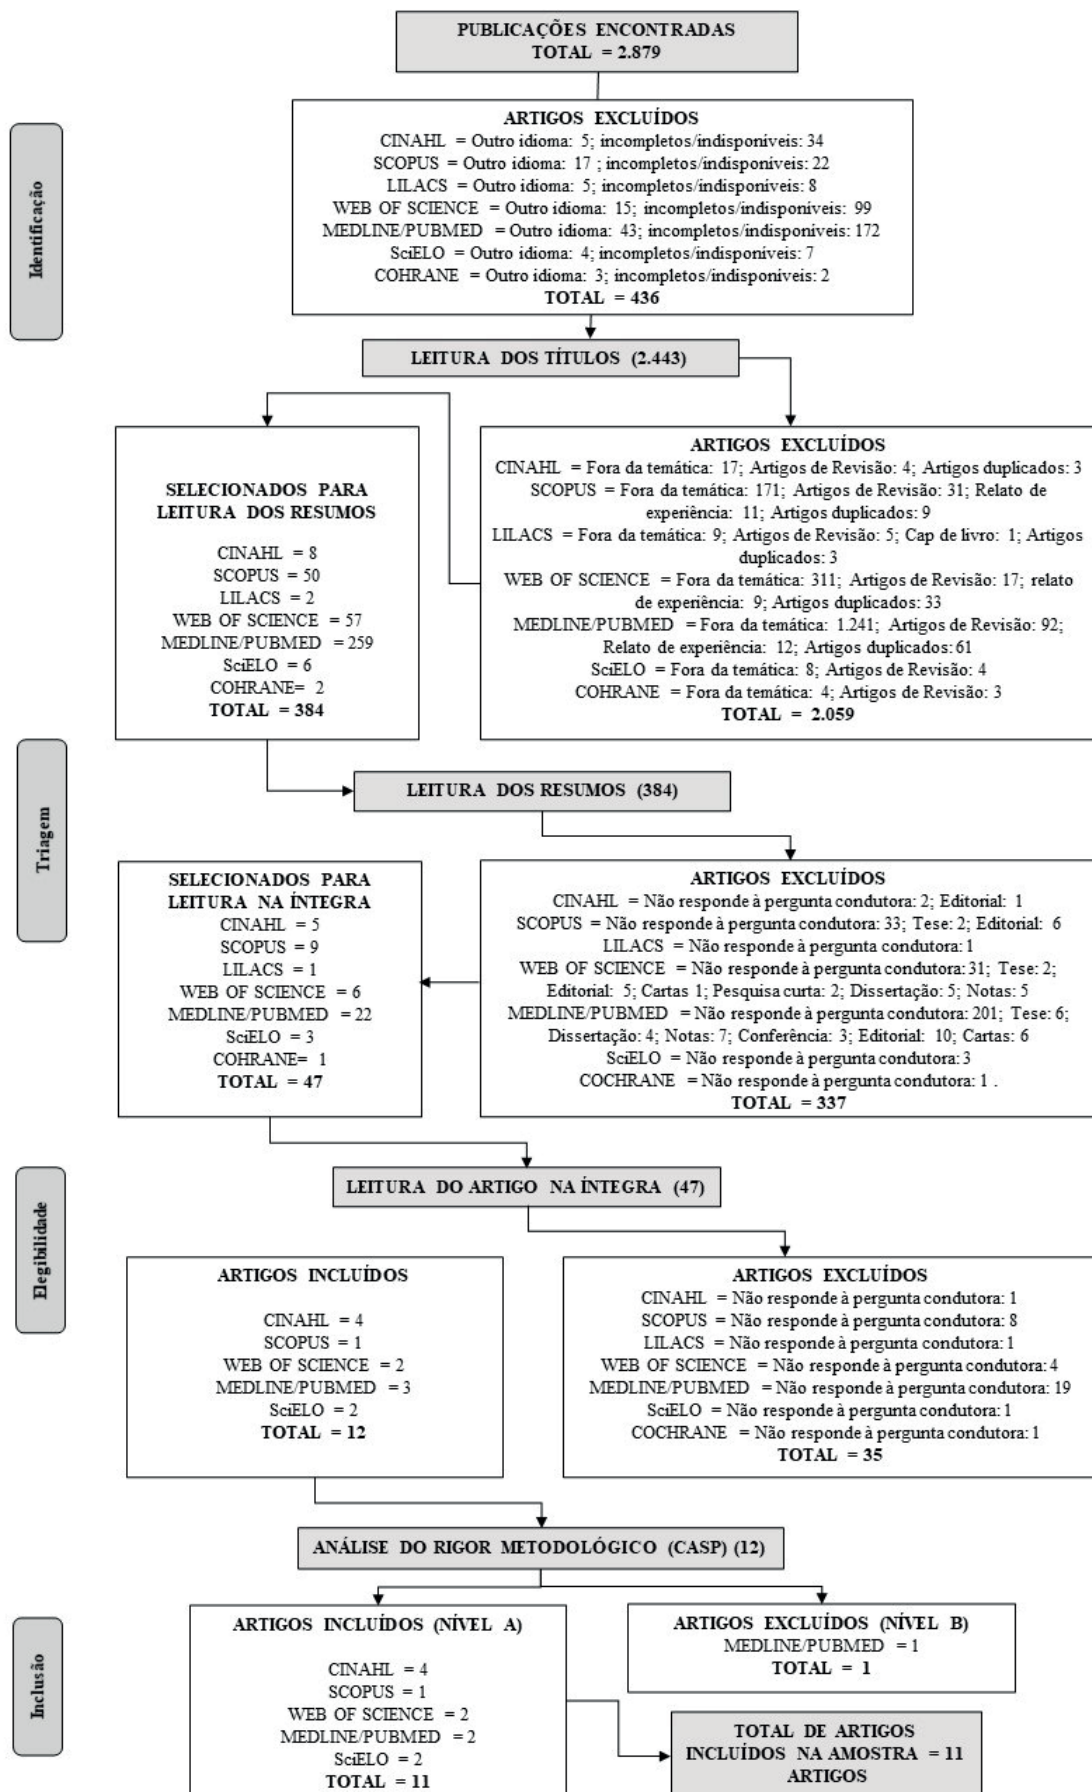 PUBLICAÇÕES ENCONTRADAS
TOTAL = 2.879
Identificação
ARTIGOS EXCLUÍDOS
CINAHL = Outro idioma: 5; incompletos/indisponíveis: 34
SCOPUS = Outro idioma: 17 ; incompletos/indisponíveis: 22
LILACS = Outro idioma: 5; incompletos/indisponíveis: 8
WEB OF SCIENCE = Outro idioma: 15; incompletos/indisponíveis: 99
MEDLINE/PUBMED = Outro idioma: 43; incompletos/indisponíveis: 172
SciELO = Outro idioma: 4; incompletos/indisponíveis: 7
COHRANE = Outro idioma: 3; incompletos/indisponíveis: 2
TOTAL = 436
LEITURA DOS TÍTULOS (2.443)
SELECIONADOS PARA
LEITURA DOS RESUMOS
CINAHL = 8
SCOPUS = 50
LILACS = 2
WEB OF SCIENCE = 57
MEDLINE/PUBMED = 259
SciELO = 6
COHRANE= 2
TOTAL = 384
ARTIGOS EXCLUÍDOS
CINAHL = Fora da temática: 17; Artigos de Revisão: 4; Artigos duplicados: 3
SCOPUS = Fora da temática: 171; Artigos de Revisão: 31; Relato de
experiência: 11; Artigos duplicados: 9
LILACS = Fora da temática: 9; Artigos de Revisão: 5; Cap de livro: 1; Artigos
duplicados: 3
WEB OF SCIENCE = Fora da temática: 311; Artigos de Revisão: 17; relato
de experiência: 9; Artigos duplicados: 33
MEDLINE/PUBMED = Fora da temática: 1.241; Artigos de Revisão: 92;
Relato de experiência: 12; Artigos duplicados: 61
SciELO = Fora da temática: 8; Artigos de Revisão: 4
COHRANE = Fora da temática: 4; Artigos de Revisão: 3
TOTAL = 2.059
Triagem
LEITURA DOS RESUMOS (384)
SELECIONADOS PARA
LEITURA NA ÍNTEGRA
CINAHL = 5
SCOPUS = 9
LILACS = 1
WEB OF SCIENCE = 6
MEDLINE/PUBMED = 22
SciELO = 3
COHRANE= 1
TOTAL = 47
ARTIGOS EXCLUÍDOS
CINAHL = Não responde à pergunta condutora: 2; Editorial: 1
SCOPUS = Não responde à pergunta condutora: 33; Tese: 2; Editorial: 6
LILACS = Não responde à pergunta condutora: 1
WEB OF SCIENCE = Não responde à pergunta condutora: 31; Tese: 2;
Editorial: 5; Cartas 1; Pesquisa curta: 2; Dissertação: 5; Notas: 5
MEDLINE/PUBMED = Não responde à pergunta condutora: 201; Tese: 6;
Dissertação: 4; Notas: 7; Conferência: 3; Editorial: 10; Cartas: 6
SciELO = Não responde à pergunta condutora: 3
COCHRANE = Não responde à pergunta condutora: 1 .
TOTAL = 337
Elegibilidade
LEITURA DO ARTIGO NA ÍNTEGRA (47)
ARTIGOS INCLUÍDOS
CINAHL = 4
SCOPUS = 1
WEB OF SCIENCE = 2
MEDLINE/PUBMED = 3
SciELO = 2
TOTAL = 12
ARTIGOS EXCLUÍDOS
CINAHL = Não responde à pergunta condutora: 1
SCOPUS = Não responde à pergunta condutora: 8
LILACS = Não responde à pergunta condutora: 1
WEB OF SCIENCE = Não responde à pergunta condutora: 4
MEDLINE/PUBMED = Não responde à pergunta condutora: 19
SciELO = Não responde à pergunta condutora: 1
COCHRANE = Não responde à pergunta condutora: 1
TOTAL = 35
ANÁLISE DO RIGOR METODOLÓGICO (CASP) (12)
Inclusão
ARTIGOS INCLUÍDOS (NÍVEL A)
CINAHL = 4
SCOPUS = 1
WEB OF SCIENCE = 2
MEDLINE/PUBMED = 2
SciELO = 2
TOTAL = 11
ARTIGOS EXCLUÍDOS (NÍVEL B)
MEDLINE/PUBMED = 1
TOTAL = 1
TOTAL DE ARTIGOS
INCLUÍDOS NA AMOSTRA = 11
ARTIGOS